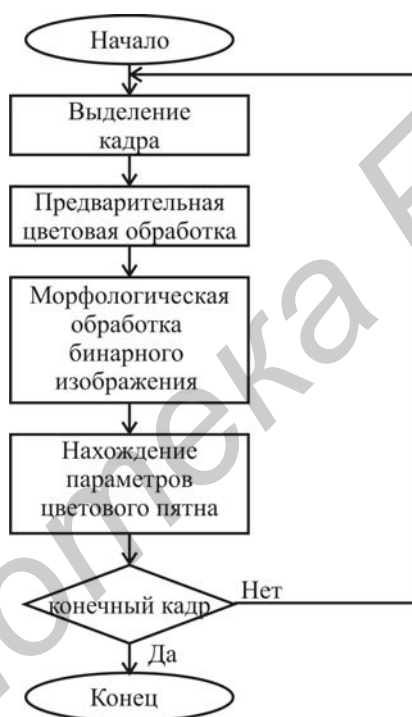 Начало
Выделение
кадра
Предварительная
цветовая обработка
Морфологическая
обработка
бинарного
изображения
Нахождение
параметров
цветового пятна
конечный кадр
Нет
Да
Конец